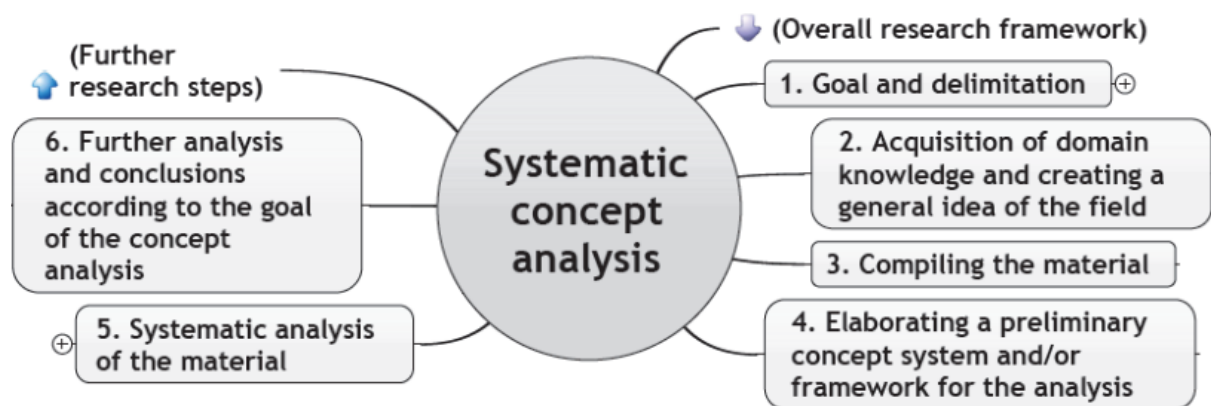 (Overall research framework)
1. Goal and delimitation
2. Acquisition of domain
knowledge and creating a
general idea of the field
3. Compiling the material
4. Elaborating a preliminary
concept system and/or
framework for the analysis
5. Systematic analysis
of the material
6. Further analysis
and conclusions
according to the goal
of the concept
analysis
(Further
research steps)
Systematic
concept
analysis